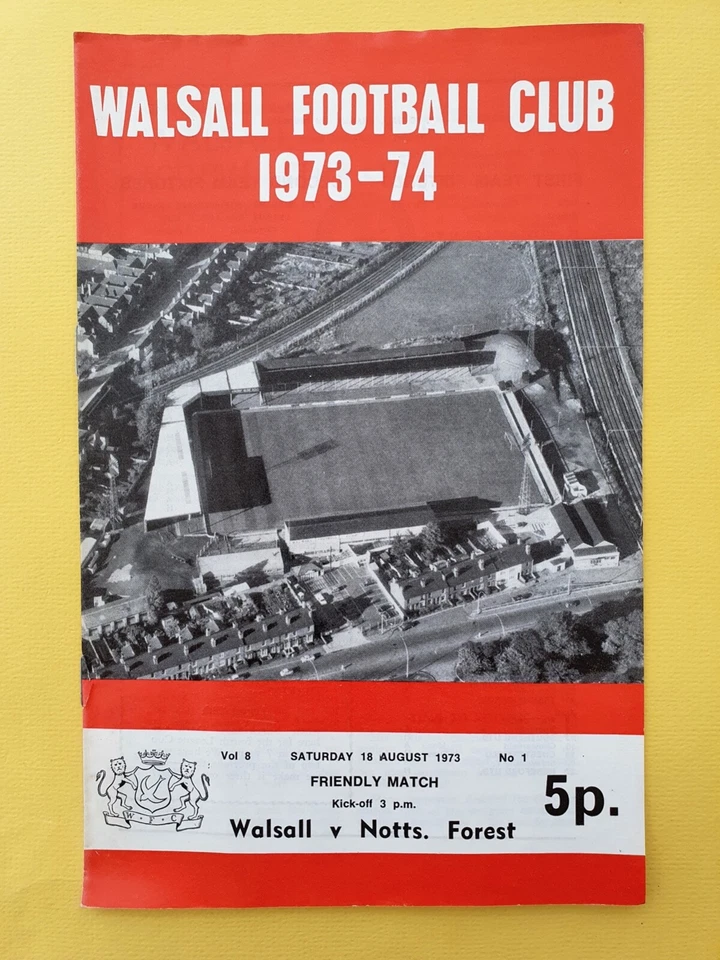 WALSALL FOOTBALL CLUB
1973-74
Vol 8 SATURDAY 18 AUGUST 1973 No 1
FRIENDLY MATCH
Kick-off 3 p.m.
Walsall v Notts. Forest
5p.
W · F · C